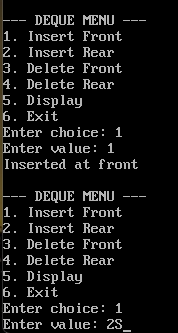 --- DEQUE MENU ---
1. Insert Front
2. Insert Rear
3. Delete Front
4. Delete Rear
5. Display
6. Exit
Enter choice: 1
Enter value: 1
Inserted at front
--- DEQUE MENU ---
1. Insert Front
2. Insert Rear
3. Delete Front
4. Delete Rear
5. Display
6. Exit
Enter choice: 1
Enter value: 2S_